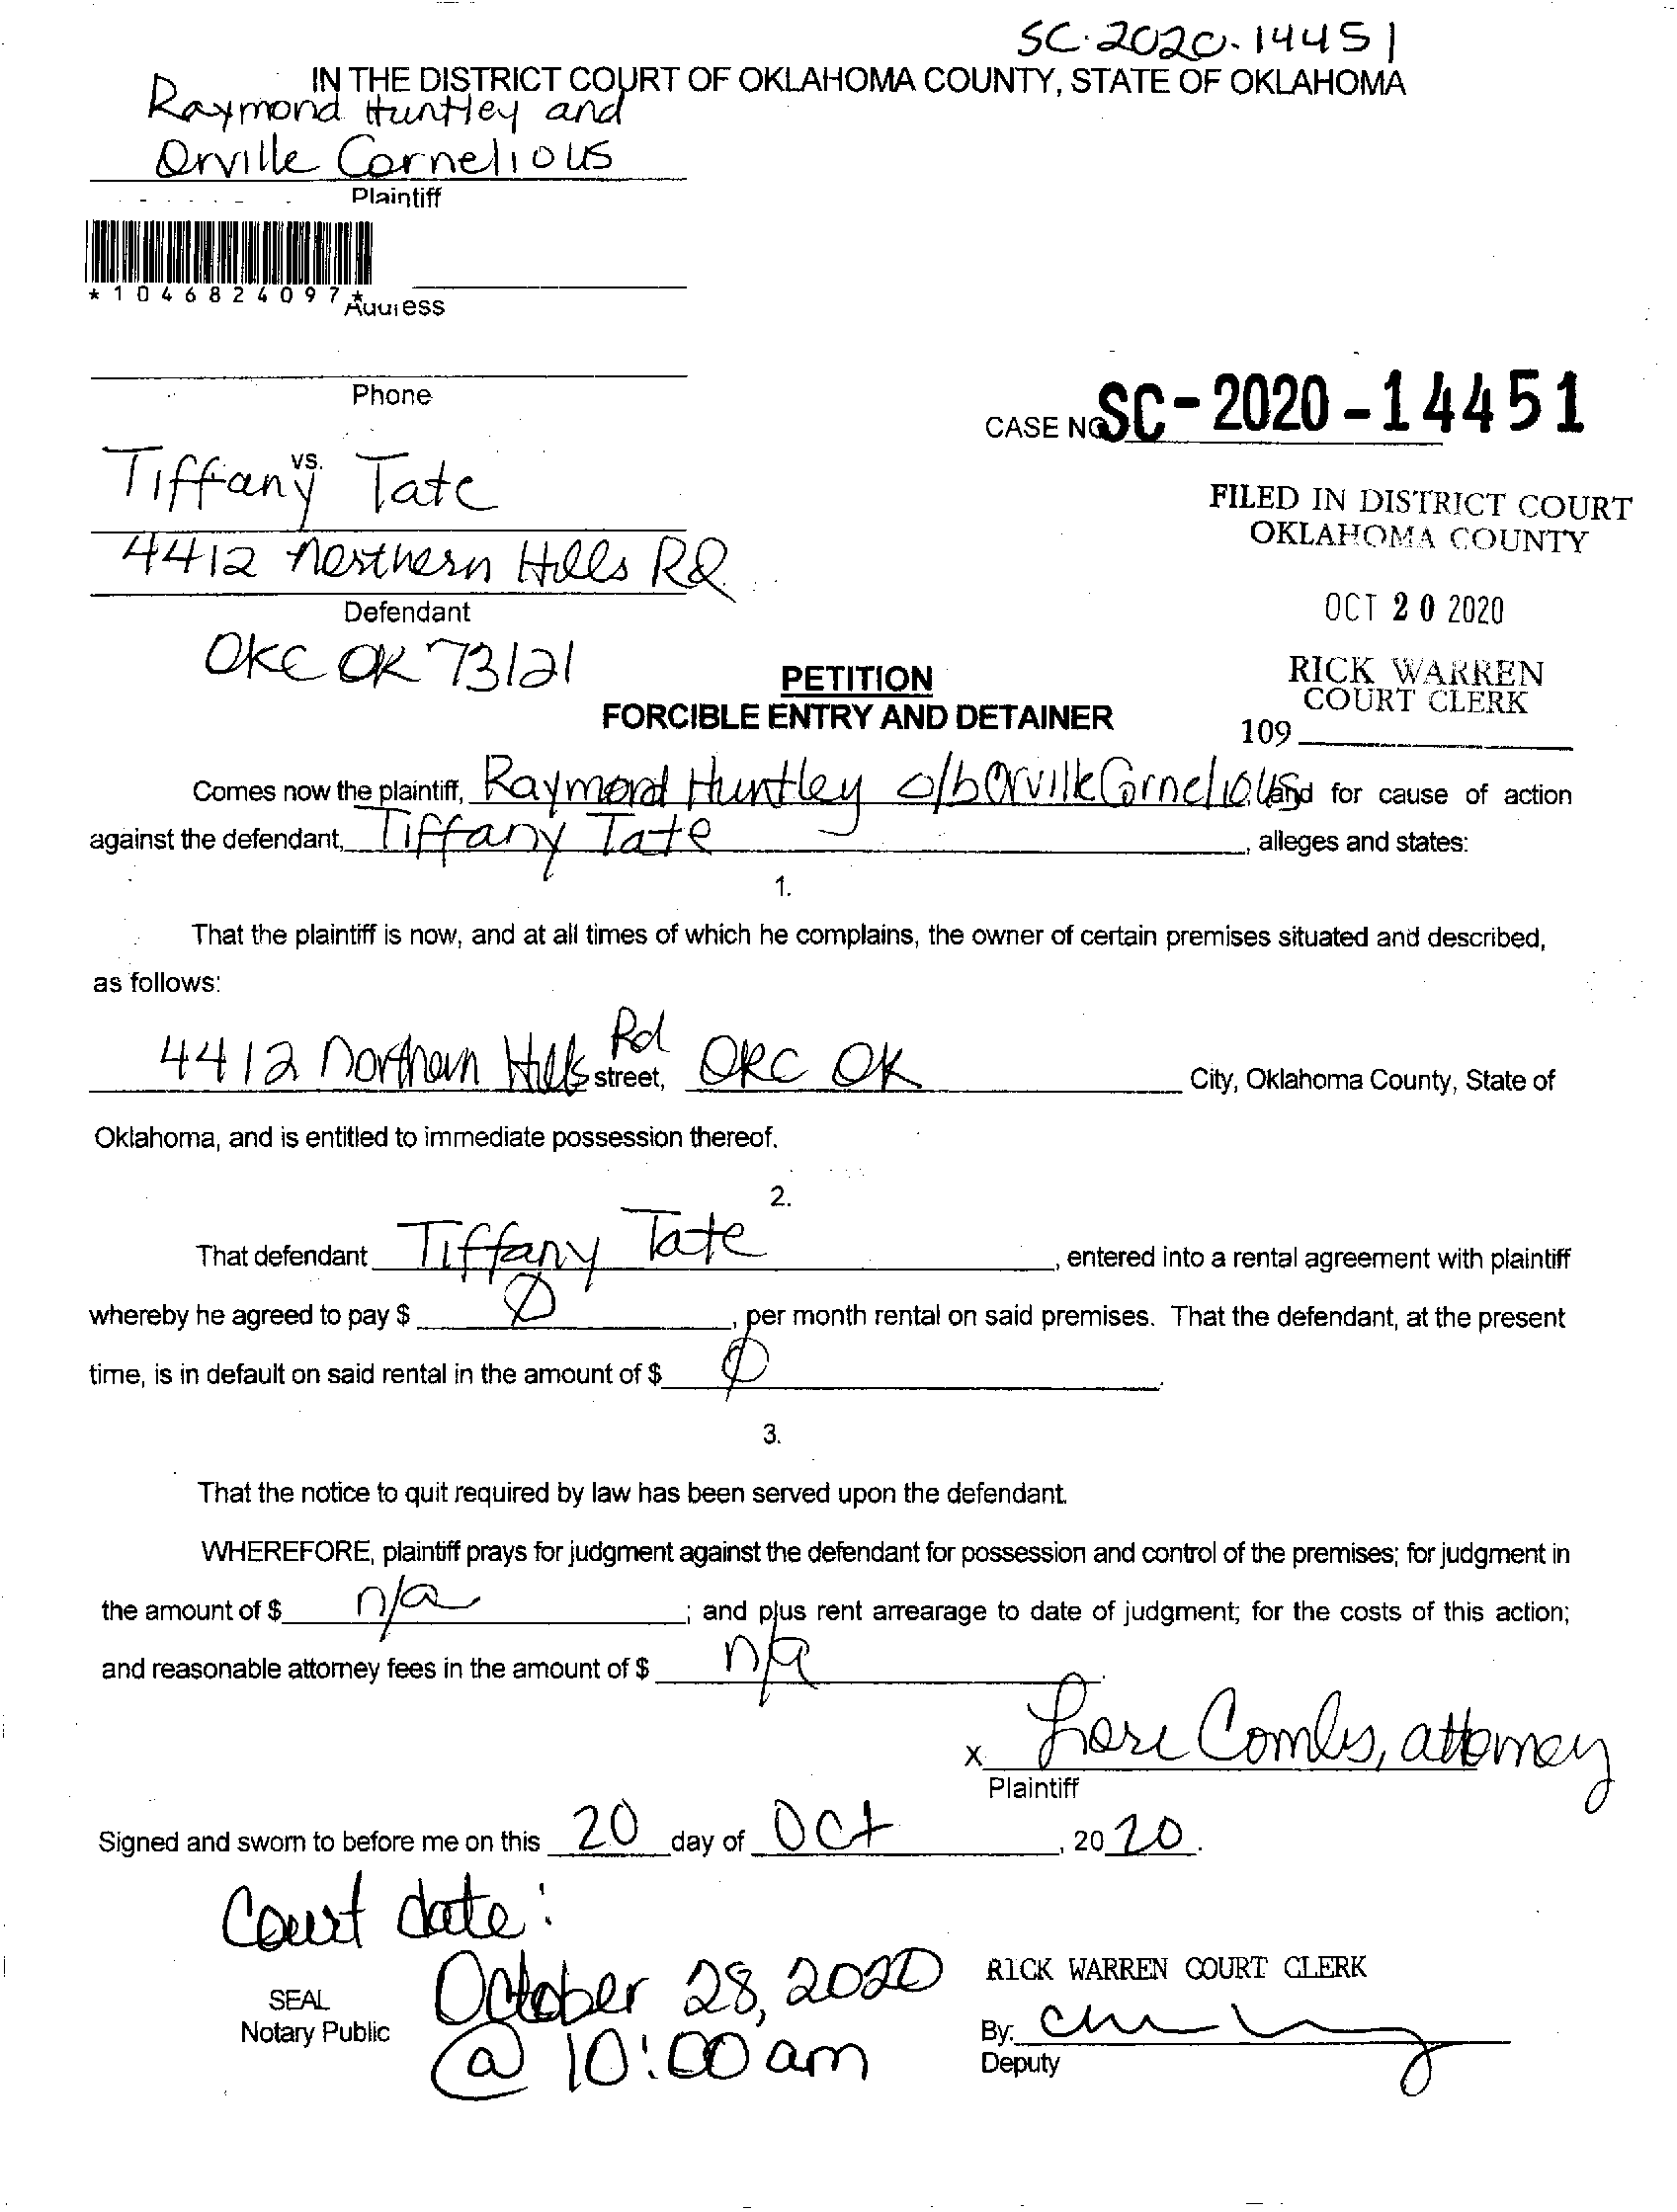 SC-2020-14451
IN THE DISTRICT COURT OF OKLAHOMA COUNTY, STATE OF OKLAHOMA
Raymond Huntley and
Orville Cornelious
Plaintiff
*1046824097*
Address
Phone
CASE NO SC-2020-14451
vs.
Tiffany Tate
FILED IN DISTRICT COURT
OKLAHOMA COUNTY
4412 Northern Hills Rd.
Defendant
OCT 20 2020
OKC OK 73121
RICK WARREN
COURT CLERK
109
PETITION
FORCIBLE ENTRY AND DETAINER
Comes now the plaintiff, Raymond Huntley o/b Orville Cornelious and for cause of action
against the defendant, Tiffany Tate, alleges and states:
1.
That the plaintiff is now, and at all times of which he complains, the owner of certain premises situated and described,
as follows:
4412 Northern Hills Rd street, OKC OK City, Oklahoma County, State of
Oklahoma, and is entitled to immediate possession thereof.
2.
That defendant Tiffany Tate, entered into a rental agreement with plaintiff
whereby he agreed to pay $ Ø, per month rental on said premises. That the defendant, at the present
time, is in default on said rental in the amount of $ Ø.
3.
That the notice to quit required by law has been served upon the defendant.
WHEREFORE, plaintiff prays for judgment against the defendant for possession and control of the premises; for judgment in
the amount of $ n/a; and plus rent arrearage to date of judgment; for the costs of this action;
and reasonable attorney fees in the amount of $ n/a.
x Lori Combs, attorney
Plaintiff
Signed and sworn to before me on this 20 day of Oct, 2020.
Court date:
October 28, 2020
@ 10:00 am
SEAL
Notary Public
RICK WARREN COURT CLERK
By:
Deputy